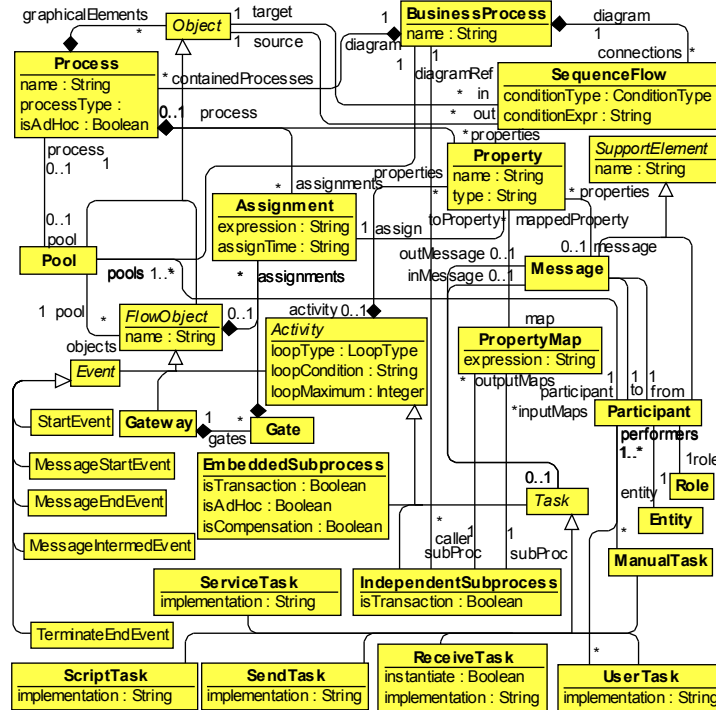 graphicalElements
Object
1
target
1
source
*
1
BusinessProcess
name : String
diagram
1
connections
*
diagram
1
1
diagramRef
*
Process
name : String
processType :
isAdHoc : Boolean
* containedProcesses
SequenceFlow
conditionType : ConditionType
conditionExpr : String
* in
* out
0..1
process
process
0..1
1
* properties
Property
name : String
type : String
SupportElement
name : String
properties
*
* properties
* assignments
Assignment
expression : String
assignTime : String
1 assign
toProperty
*
mappedProperty
0..1
pool
Pool
pools 1..*
* assignments
outMessage 0..1
inMessage 0..1
0..1 message
Message
1 pool
*
objects
FlowObject
name : String
0..1
activity 0..1
Activity
loopType : LoopType
loopCondition : String
loopMaximum : Integer
map
PropertyMap
expression : String
* outputMaps
* inputMaps
1
participant
1
to
1
from
Participant
performers
1..*
Event
StartEvent
Gateway
1
gates
*
Gate
MessageStartEvent
MessageEndEvent
MessageIntermedEvent
TerminateEndEvent
EmbeddedSubprocess
isTransaction : Boolean
isAdHoc : Boolean
isCompensation : Boolean
0..1
Task
1 role
Role
entity
1
Entity
*
caller
1
subProc
1
subProc
*
ManualTask
ServiceTask
implementation : String
IndependentSubprocess
isTransaction : Boolean
ScriptTask
implementation : String
SendTask
implementation : String
ReceiveTask
instantiate : Boolean
implementation : String
*
UserTask
implementation : String